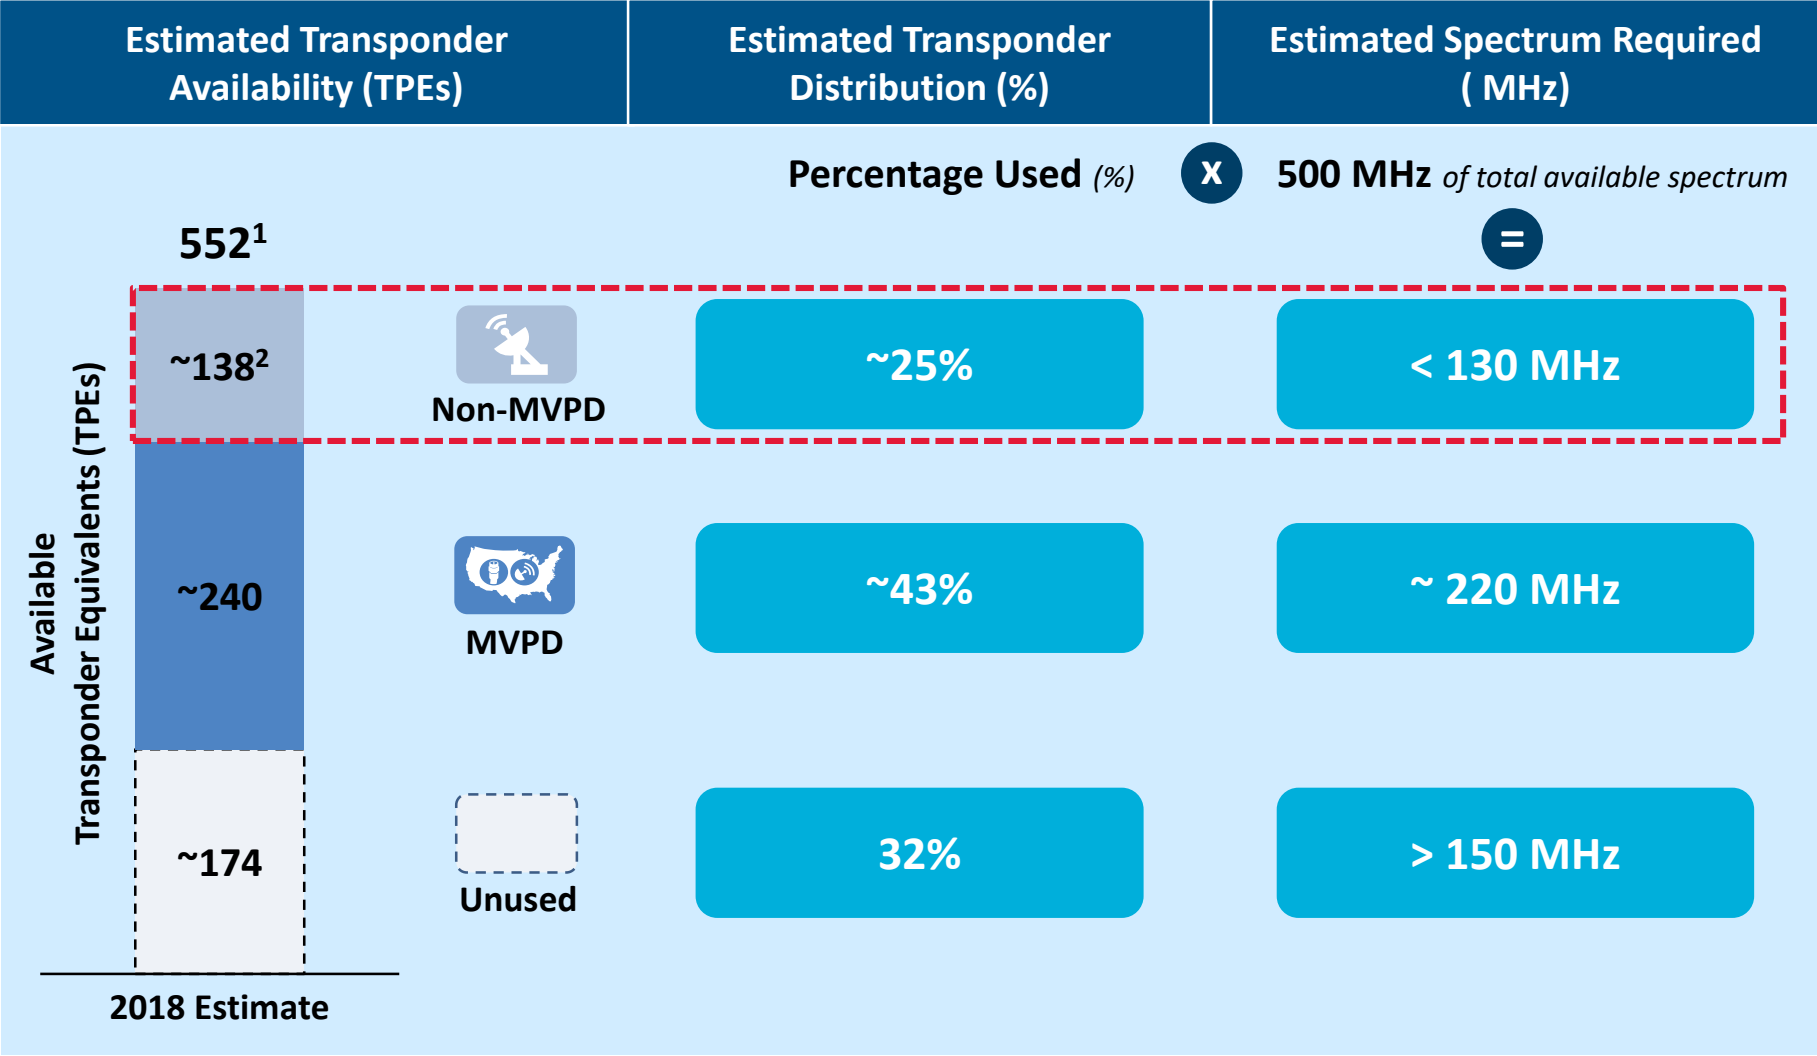 Estimated Transponder
Availability (TPEs)
Estimated Transponder
Distribution (%)
Estimated Spectrum Required
( MHz)
Percentage Used (%) X 500 MHz of total available spectrum
=
552¹
Available
Transponder Equivalents (TPEs)
~138²
Non-MVPD
~25%
< 130 MHz
~240
MVPD
~43%
~ 220 MHz
~174
Unused
32%
> 150 MHz
2018 Estimate